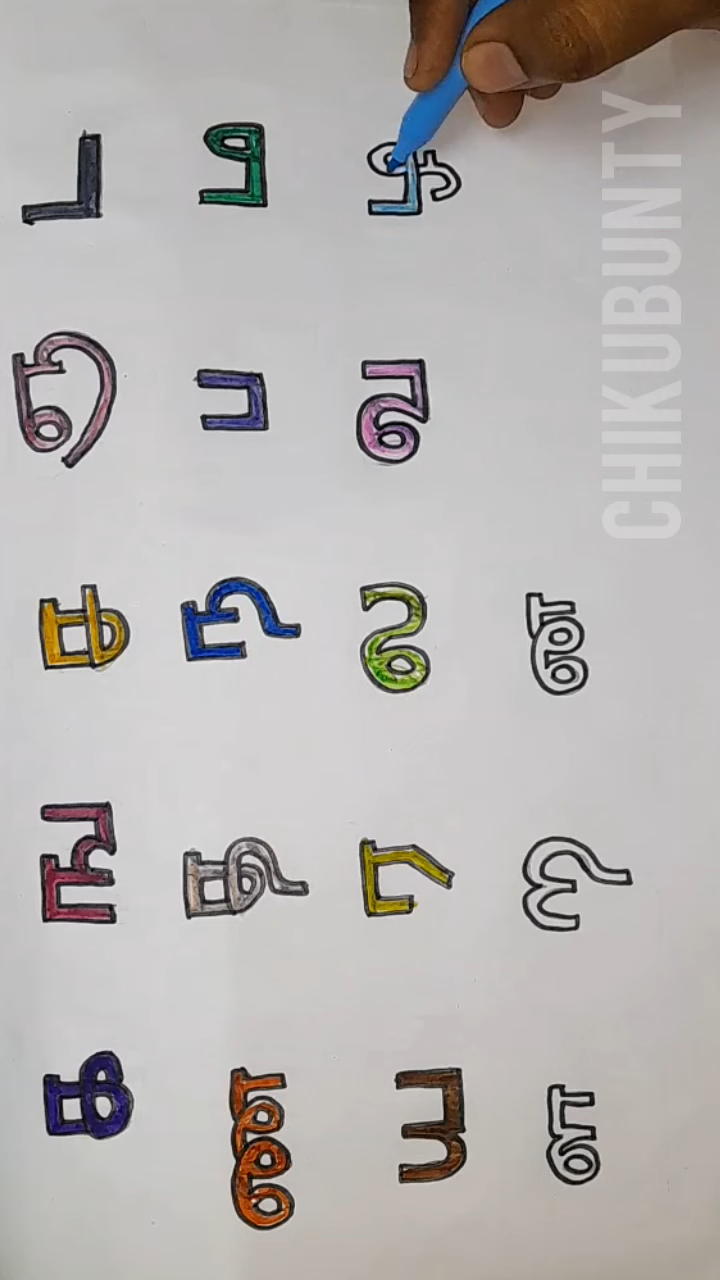 க ங ச ஞ ட
ண த ந ப ம
ய ர ல வ ழ
ள ற ன
CHIKUBUNTY